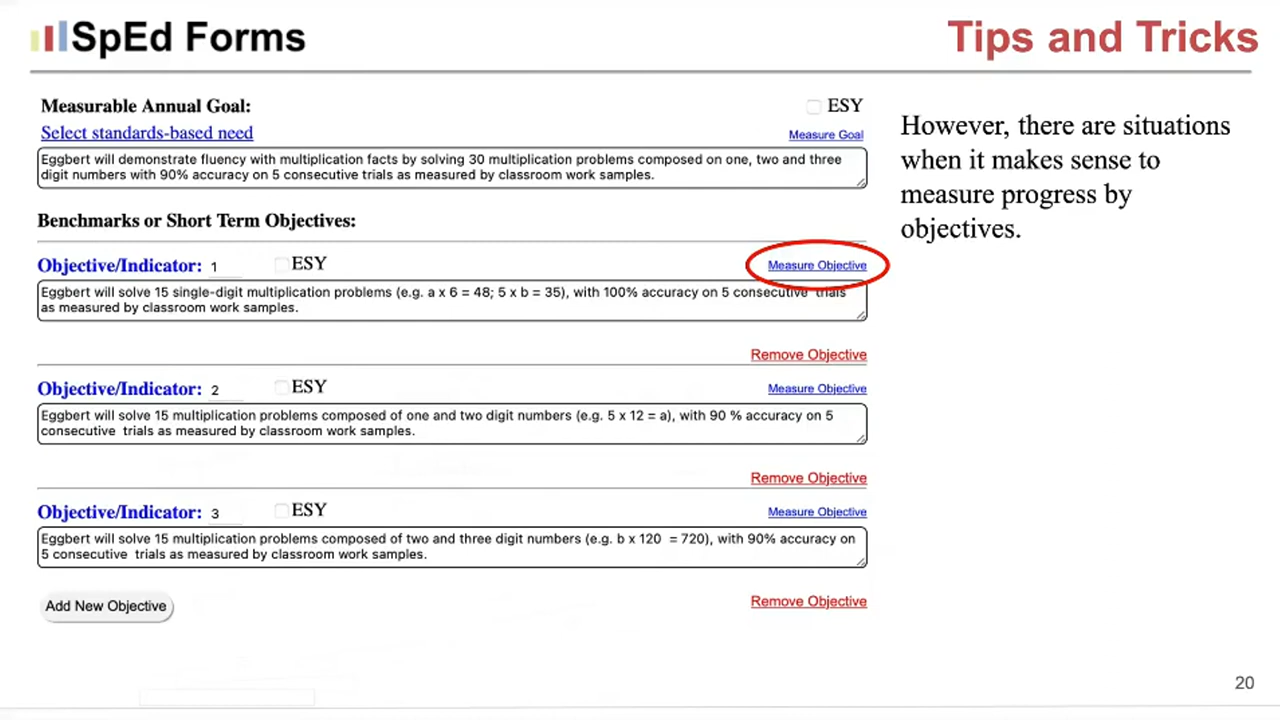 SpEd Forms
Tips and Tricks
Measurable Annual Goal:
ESY
Select standards-based need
Measure Goal
Eggbert will demonstrate fluency with multiplication facts by solving 30 multiplication problems composed on one, two and three
digit numbers with 90% accuracy on 5 consecutive trials as measured by classroom work samples.
Benchmarks or Short Term Objectives:
Objective/Indicator: 1
ESY
Measure Objective
Eggbert will solve 15 single-digit multiplication problems (e.g. a x 6 = 48; 5 x b = 35), with 100% accuracy on 5 consecutive trials
as measured by classroom work samples.
Remove Objective
Objective/Indicator: 2
ESY
Measure Objective
Eggbert will solve 15 multiplication problems composed of one and two digit numbers (e.g. 5 x 12 = a), with 90 % accuracy on 5
consecutive trials as measured by classroom work samples.
Remove Objective
Objective/Indicator: 3
ESY
Measure Objective
Eggbert will solve 15 multiplication problems composed of two and three digit numbers (e.g. b x 120 = 720), with 90% accuracy on
5 consecutive trials as measured by classroom work samples.
Remove Objective
Add New Objective
However, there are situations
when it makes sense to
measure progress by
objectives.
20